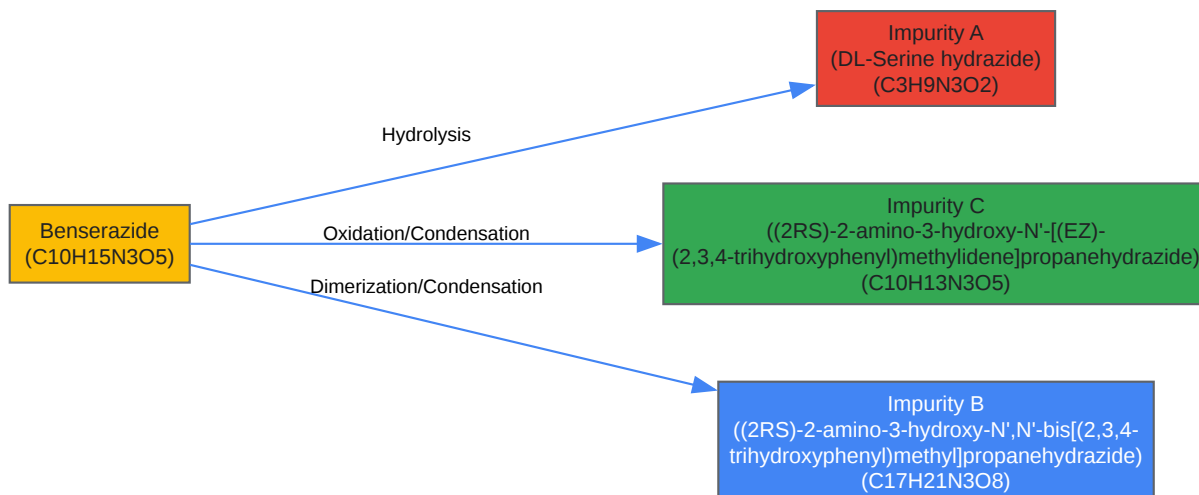 Impurity A
(DL-Serine hydrazide)
(C3H9N3O2)
Hydrolysis
Benserazide
(C10H15N3O5)
Oxidation/Condensation
Impurity C
((2RS)-2-amino-3-hydroxy-N'-[(EZ)-
(2,3,4-trihydroxyphenyl)methylidene]propanehydrazide)
(C10H13N3O5)
Dimerization/Condensation
Impurity B
((2RS)-2-amino-3-hydroxy-N',N'-bis[(2,3,4-
trihydroxyphenyl)methyl]propanehydrazide)
(C17H21N3O8)